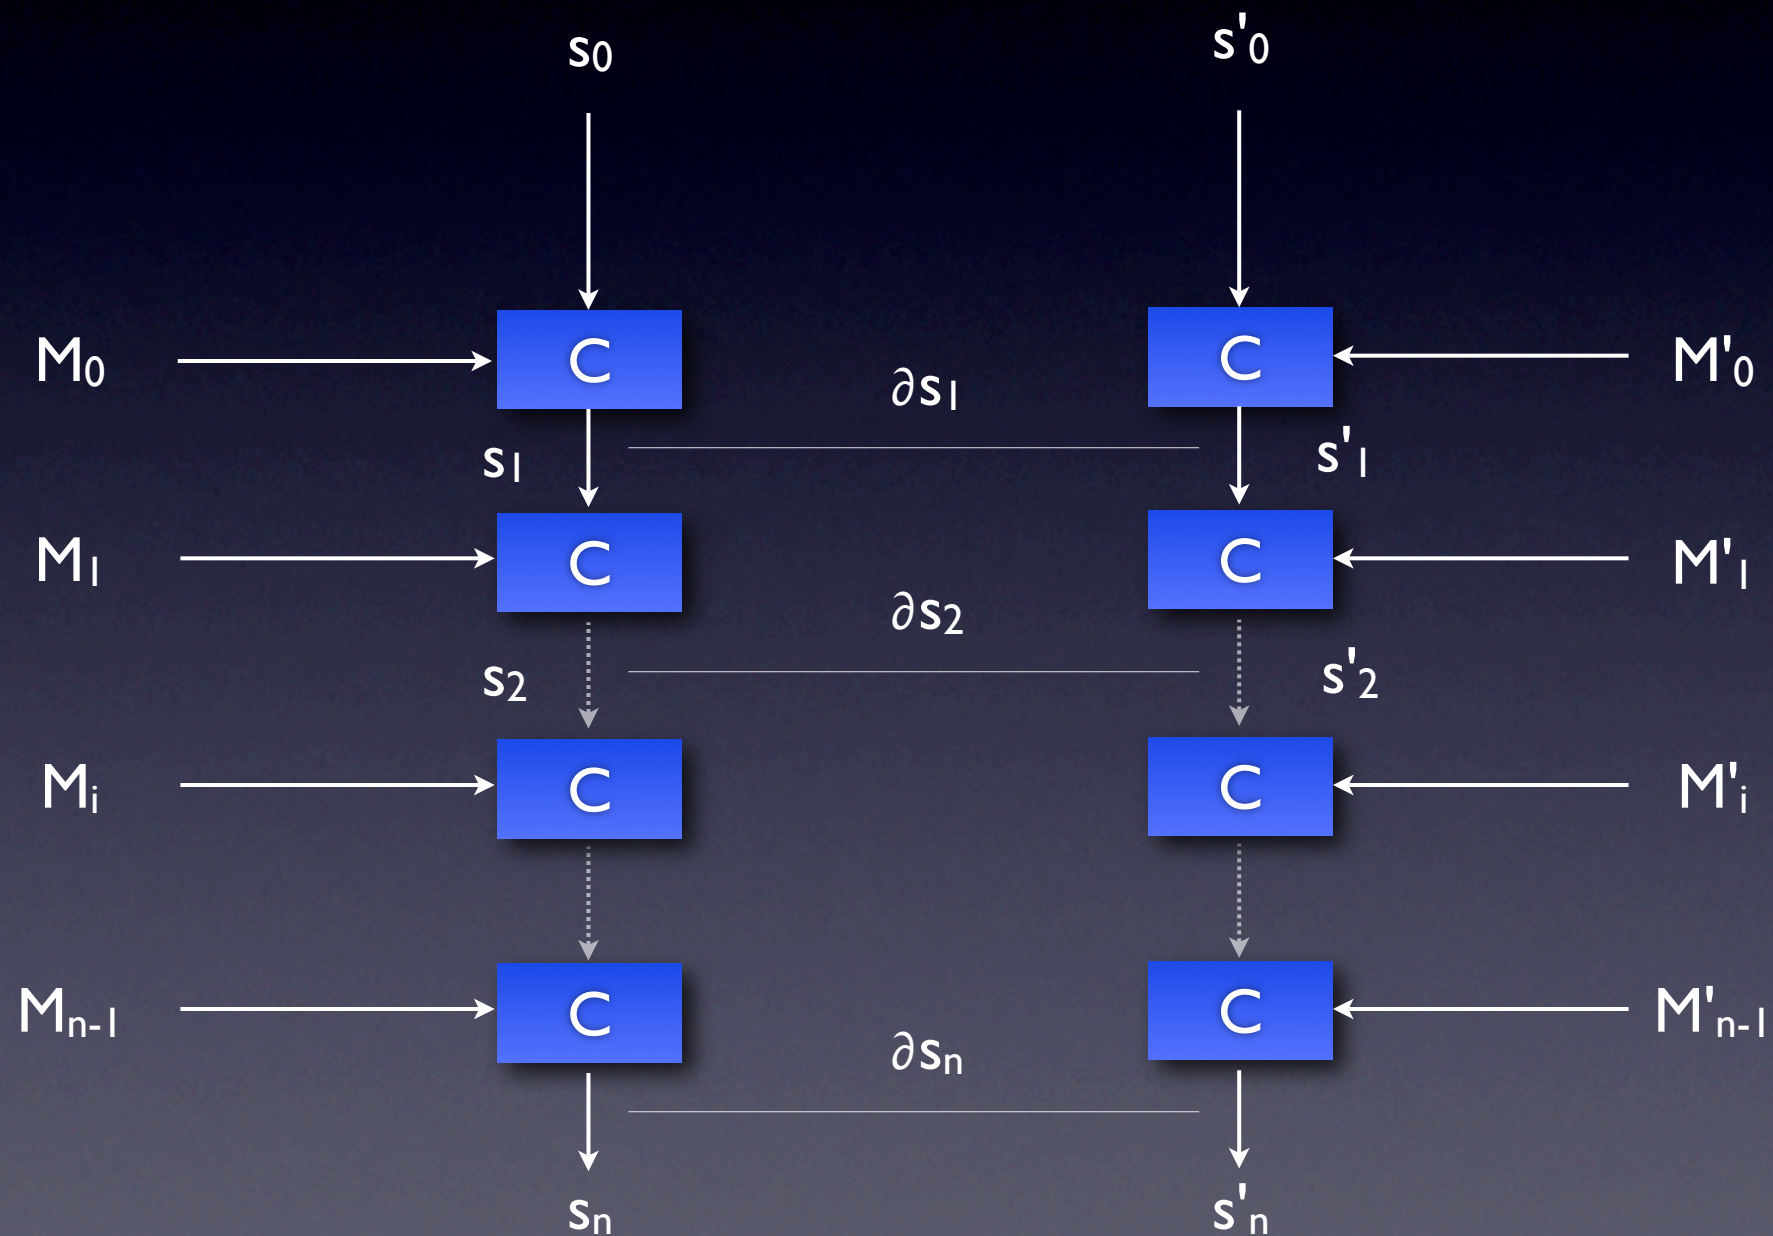 s₀ s'₀
M₀ C C M'₀
∂s₁
s₁ s'₁
M₁ C C M'₁
∂s₂
s₂ s'₂
Mᵢ C C M'ᵢ
Mₙ₋₁ C C M'ₙ₋₁
∂sₙ
sₙ s'ₙ